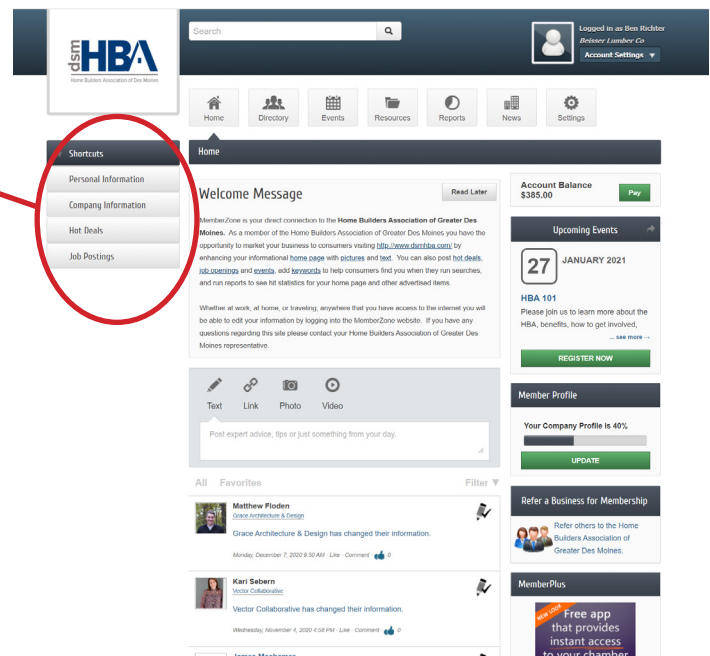 Search
Logged in as Ben Richter
Beisser Lumber Co
Account Settings ▼
dsm
HBA
Home Builders Association of Des Moines
Home
Directory
Events
Resources
Reports
News
Settings
Shortcuts
Personal Information
Company Information
Hot Deals
Job Postings
Home
Welcome Message
Read Later
MemberZone is your direct connection to the Home Builders Association of Greater Des
Moines. As a member of the Home Builders Association of Greater Des Moines you have the
opportunity to market your business to consumers visiting http://www.dsmhba.com/ by
enhancing your informational home page with pictures and text. You can also post hot deals,
job openings and events, add keywords to help consumers find you when they run searches,
and run reports to see hit statistics for your home page and other advertised items.
Whether at work, at home, or traveling, anywhere that you have access to the internet you will
be able to edit your information by logging into the MemberZone website. If you have any
questions regarding this site please contact your Home Builders Association of Greater Des
Moines representative.
Text
Link
Photo
Video
Post expert advice, tips or just something from your day.
All
Favorites
Filter ▼
Matthew Floden
Grace Architecture & Design
Grace Architecture & Design has changed their information.
Monday, December 7, 2020 9:50 AM · Like · Comment 0
Kari Sebern
Vector Collaborative
Vector Collaborative has changed their information.
Wednesday, November 4, 2020 4:58 PM · Like · Comment 0
Account Balance
$385.00
Pay
Upcoming Events
27
JANUARY 2021
HBA 101
Please join us to learn more about the
HBA, benefits, how to get involved,
... see more →
REGISTER NOW
Member Profile
Your Company Profile is 40%
UPDATE
Refer a Business for Membership
Refer others to the Home
Builders Association of
Greater Des Moines.
MemberPlus
NEW LOOK
Free app
that provides
instant access
to your chamber